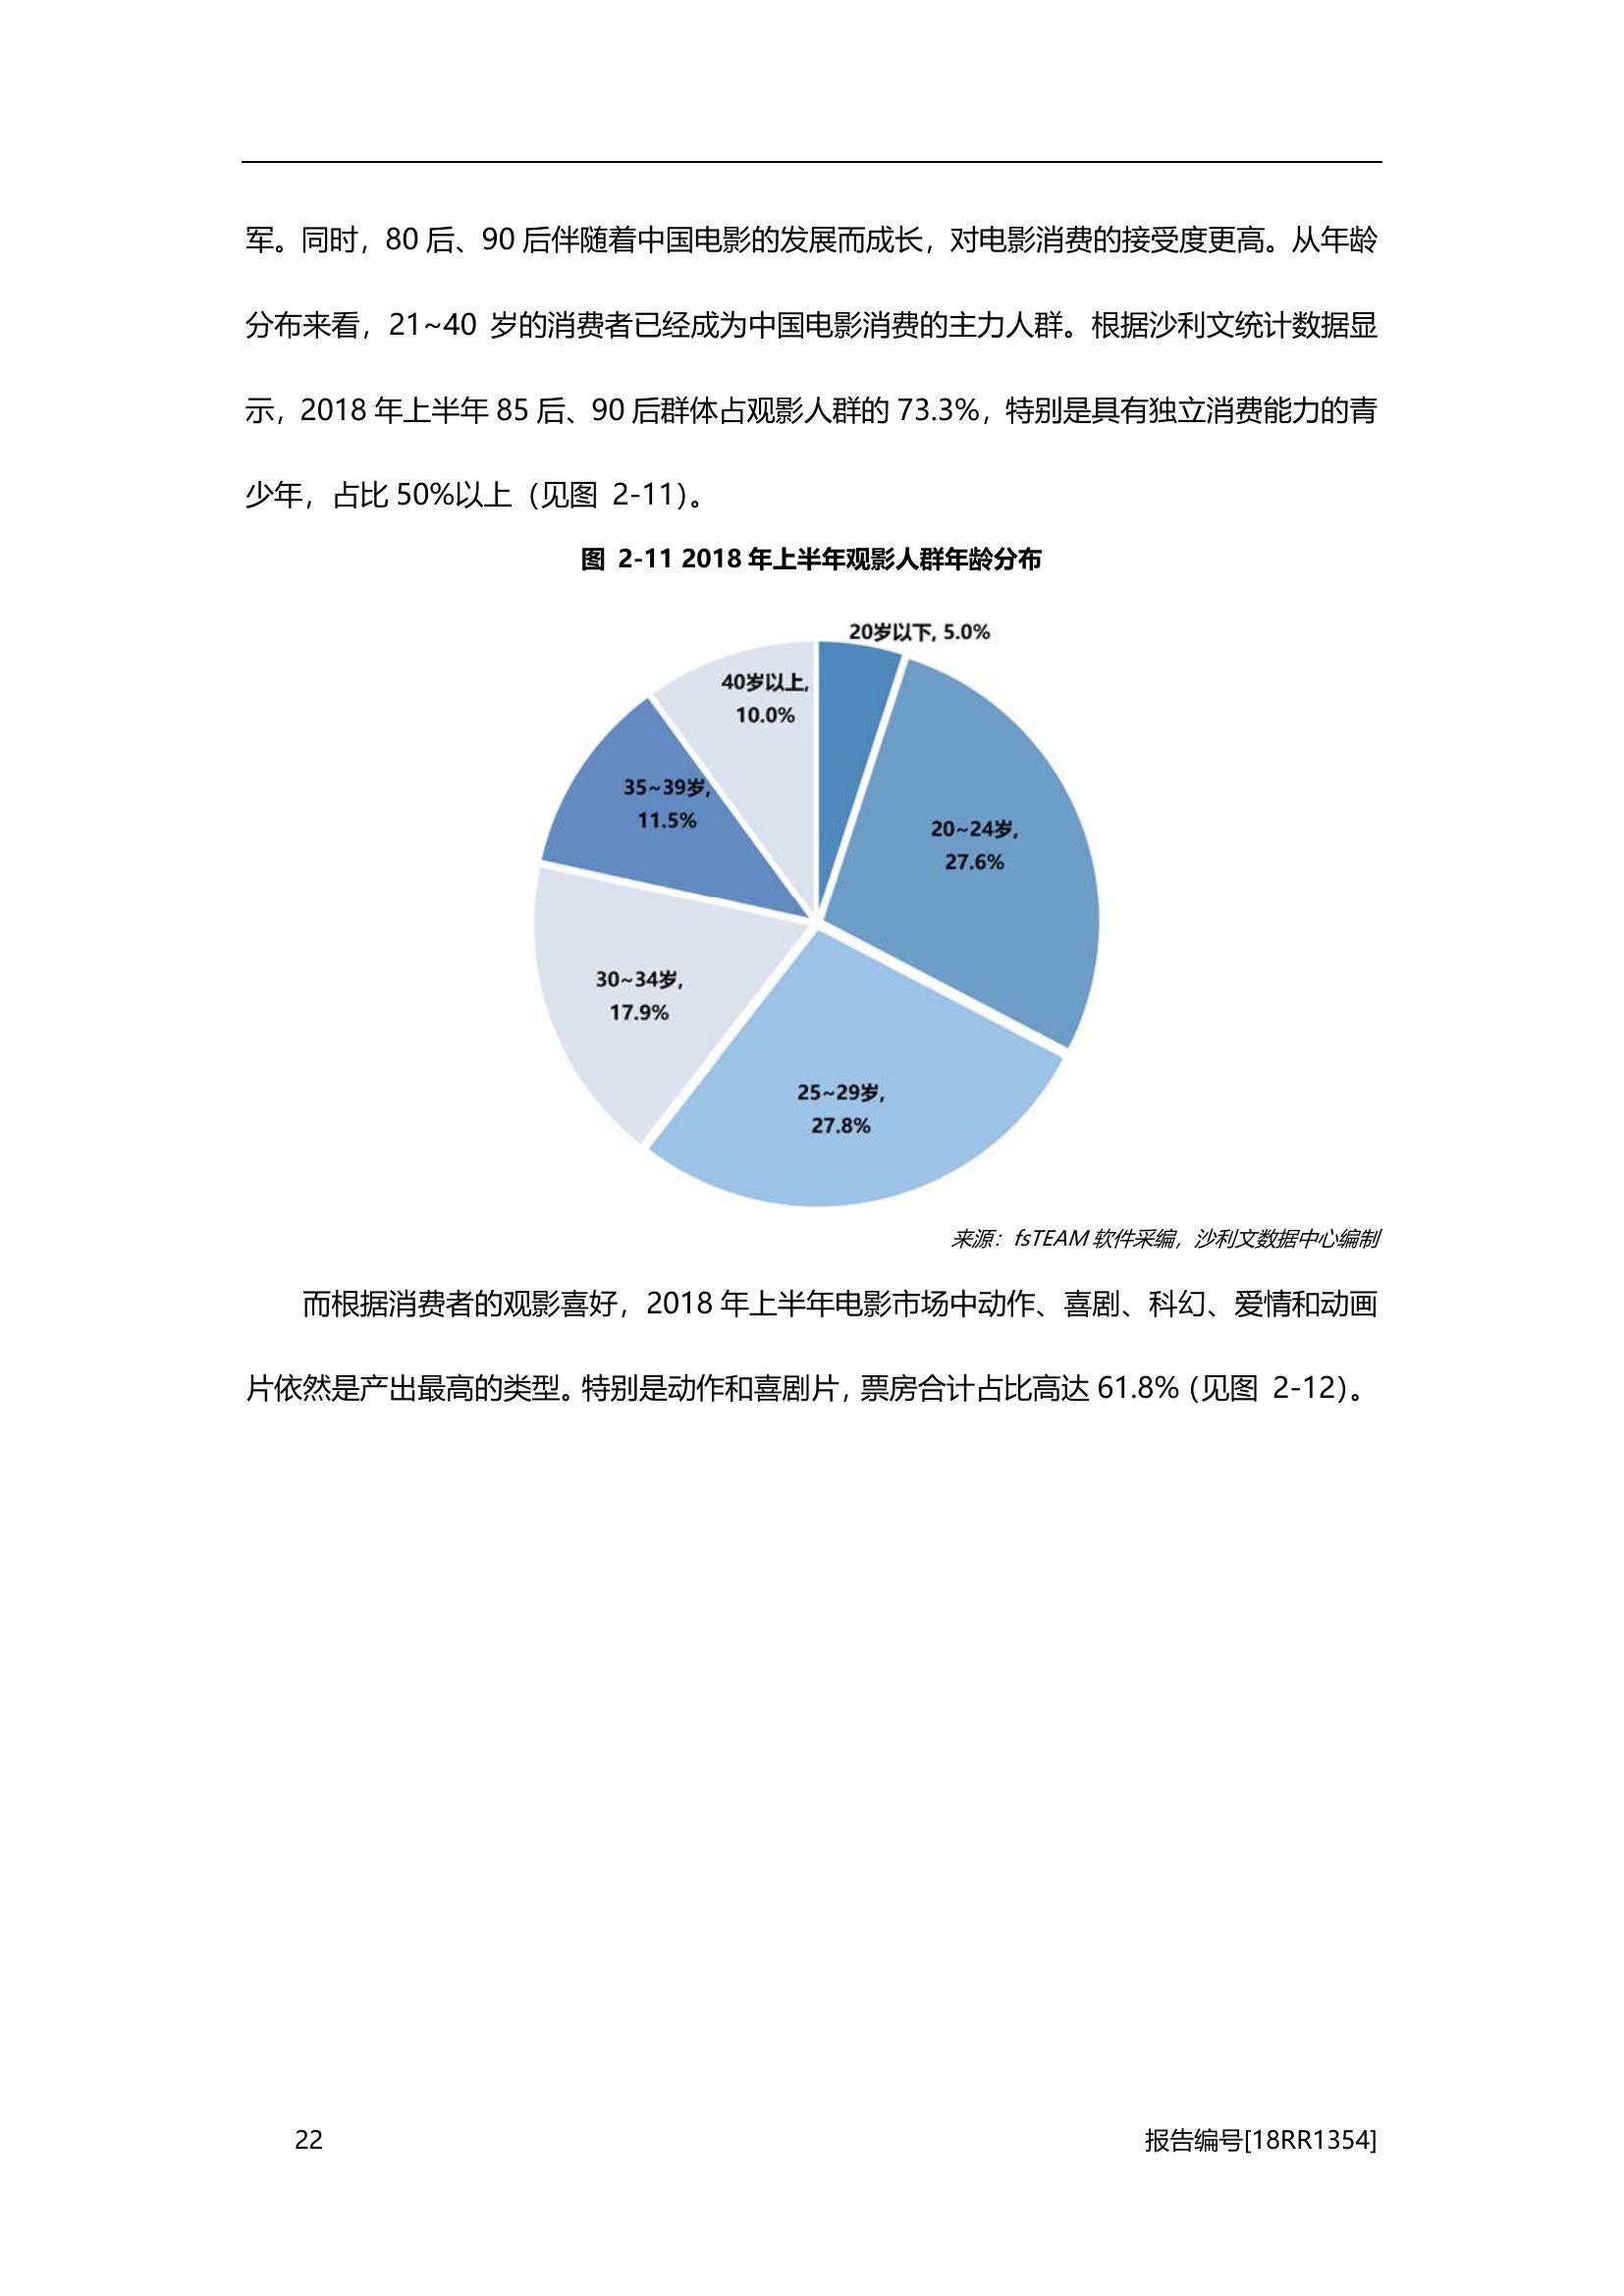 军。同时，80 后、90 后伴随着中国电影的发展而成长，对电影消费的接受度更高。从年龄
分布来看，21~40 岁的消费者已经成为中国电影消费的主力人群。根据沙利文统计数据显
示，2018 年上半年 85 后、90 后群体占观影人群的 73.3%，特别是具有独立消费能力的青
少年，占比 50%以上（见图 2-11）。
图 2-11 2018 年上半年观影人群年龄分布
20岁以下, 5.0%
40岁以上,
10.0%
35~39岁,
11.5%
20~24岁,
27.6%
30~34岁,
17.9%
25~29岁,
27.8%
来源：fsTEAM 软件采编，沙利文数据中心编制
而根据消费者的观影喜好，2018 年上半年电影市场中动作、喜剧、科幻、爱情和动画
片依然是产出最高的类型。特别是动作和喜剧片，票房合计占比高达 61.8%（见图 2-12）。
22
报告编号[18RR1354]